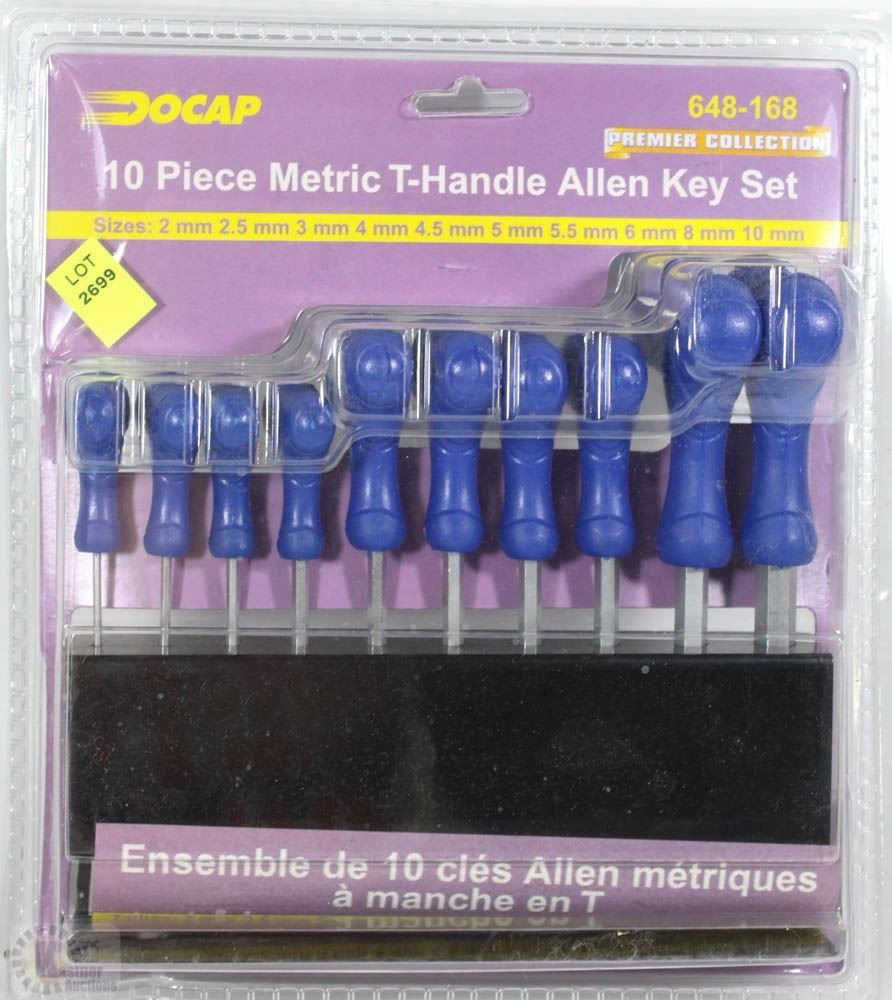 DOCAP
648-168
PREMIER COLLECTION
10 Piece Metric T-Handle Allen Key Set
Sizes: 2 mm 2.5 mm 3 mm 4 mm 4.5 mm 5 mm 5.5 mm 6 mm 8 mm 10 mm
LOT
2699
Ensemble de 10 clés Allen métriques
à manche en T
Kastner
Auctions